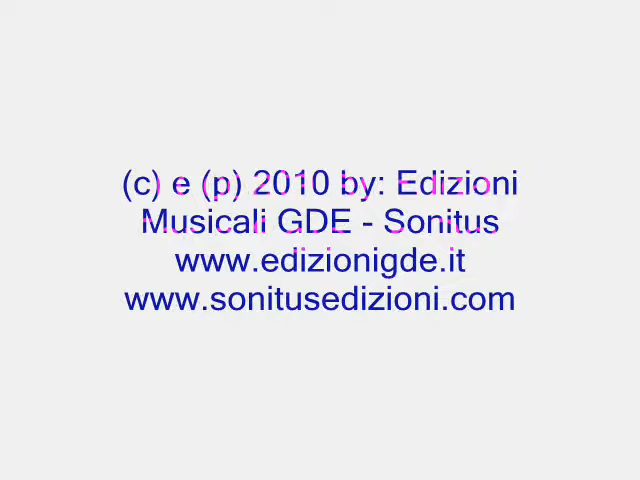 (c) e (p) 2010 by: Edizioni
Musicali GDE - Sonitus
www.edizionigde.it
www.sonitusedizioni.com